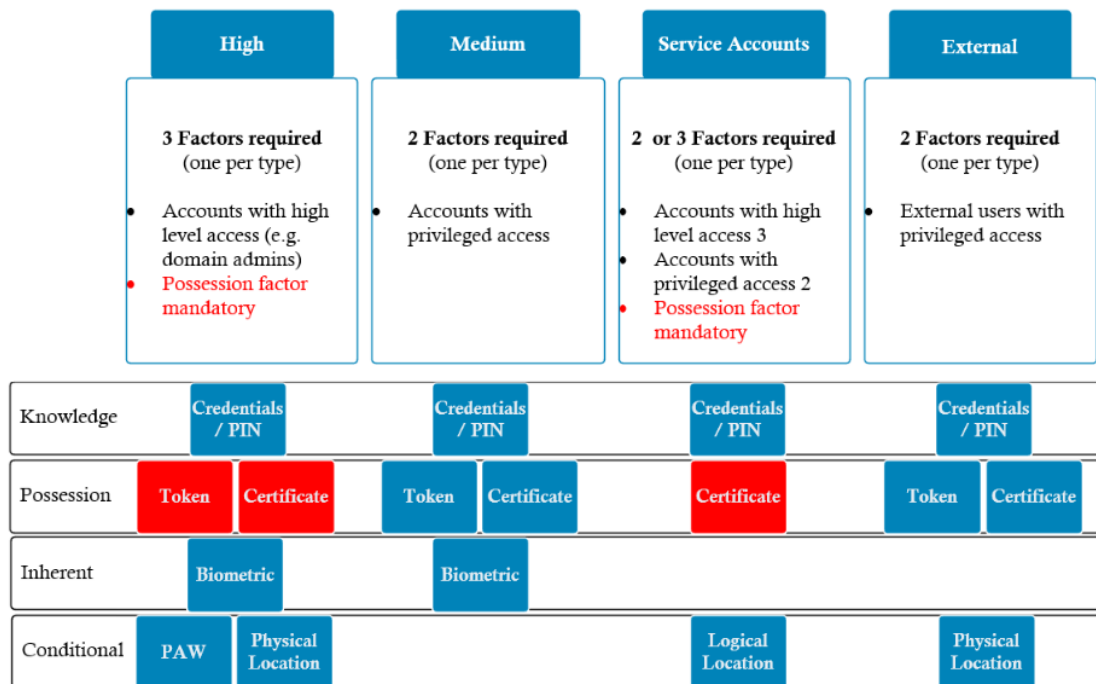 High
Medium
Service Accounts
External
3 Factors required
(one per type)
• Accounts with high
level access (e.g.
domain admins)
• Possession factor
mandatory
2 Factors required
(one per type)
• Accounts with
privileged access
2  or 3 Factors required
(one per type)
• Accounts with high
level access 3
• Accounts with
privileged access 2
• Possession factor
mandatory
2 Factors required
(one per type)
• External users with
privileged access
Knowledge
Credentials
/ PIN
Credentials
/ PIN
Credentials
/ PIN
Credentials
/ PIN
Possession
Token
Certificate
Token
Certificate
Certificate
Token
Certificate
Inherent
Biometric
Biometric
Conditional
PAW
Physical
Location
Logical
Location
Physical
Location